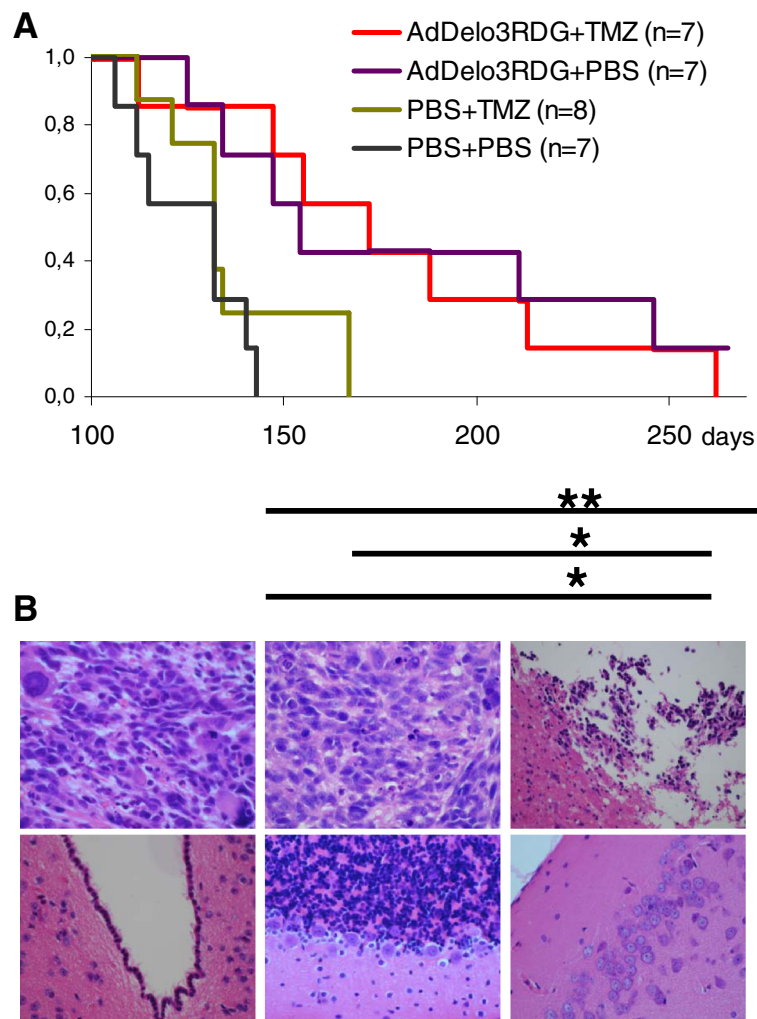 A
AdDelo3RDG+TMZ (n=7)
AdDelo3RDG+PBS (n=7)
PBS+TMZ (n=8)
PBS+PBS (n=7)
1,0
0,8
0,6
0,4
0,2
0,0
100 150 200 250 days
**
*
*
B